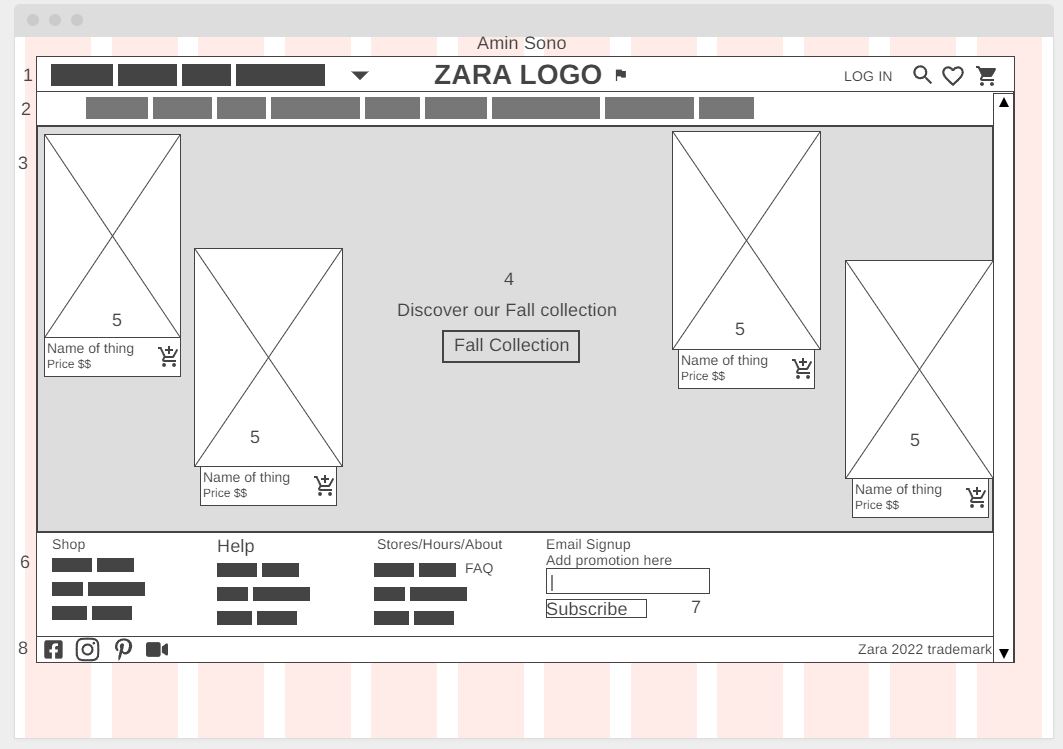 Amin Sono
1
ZARA LOGO
LOG IN
2
3
5
Name of thing
Price $$
5
Name of thing
Price $$
4
Discover our Fall collection
Fall Collection
5
Name of thing
Price $$
5
Name of thing
Price $$
6
Shop
Help
Stores/Hours/About
FAQ
Email Signup
Add promotion here
Subscribe
7
8
Zara 2022 trademark